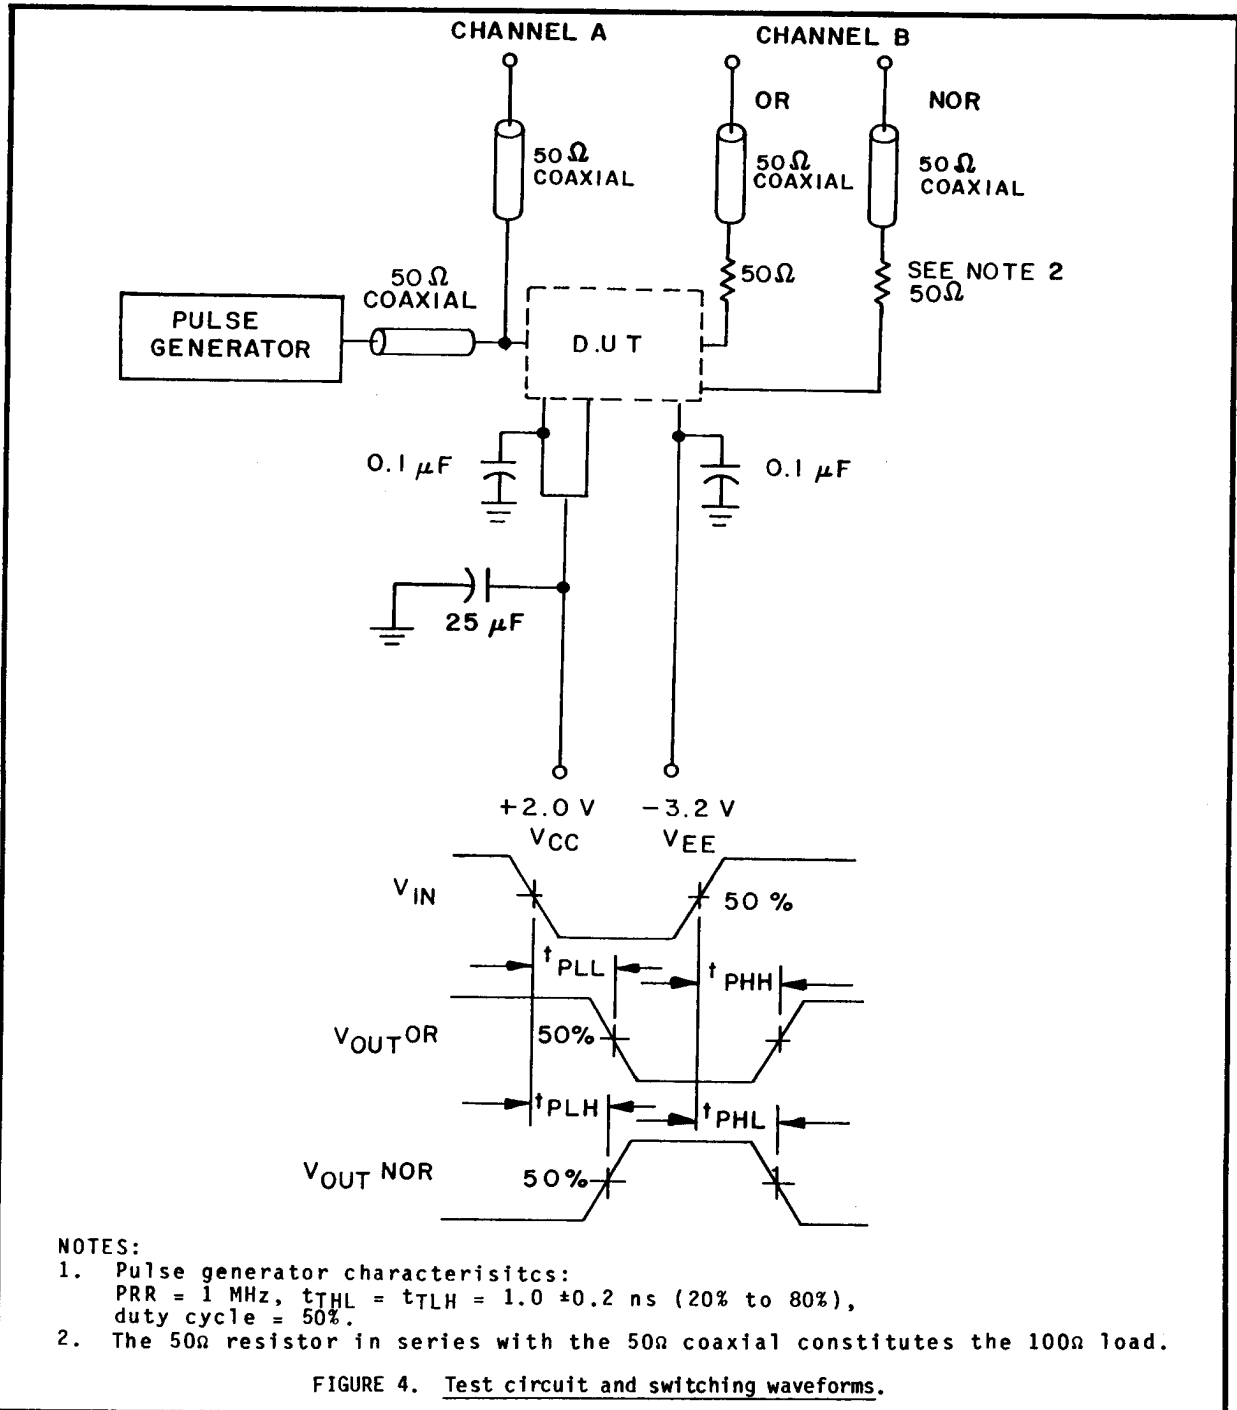 CHANNEL A
CHANNEL B
OR
NOR
50Ω
COAXIAL
50Ω
COAXIAL
50Ω
COAXIAL
50Ω
COAXIAL
50Ω
SEE NOTE 2
50Ω
PULSE
GENERATOR
D.U T
0.1 μF
0.1 μF
25 μF
+2.0 V
VCC
-3.2 V
VEE
VIN
50 %
tPLL
tPHH
VOUT OR
50%
tPLH
tPHL
VOUT NOR
50%
NOTES:
1. Pulse generator characterisitcs:
PRR = 1 MHz, tTHL = tTLH = 1.0 ±0.2 ns (20% to 80%),
duty cycle = 50%.
2. The 50Ω resistor in series with the 50Ω coaxial constitutes the 100Ω load.
FIGURE 4. Test circuit and switching waveforms.